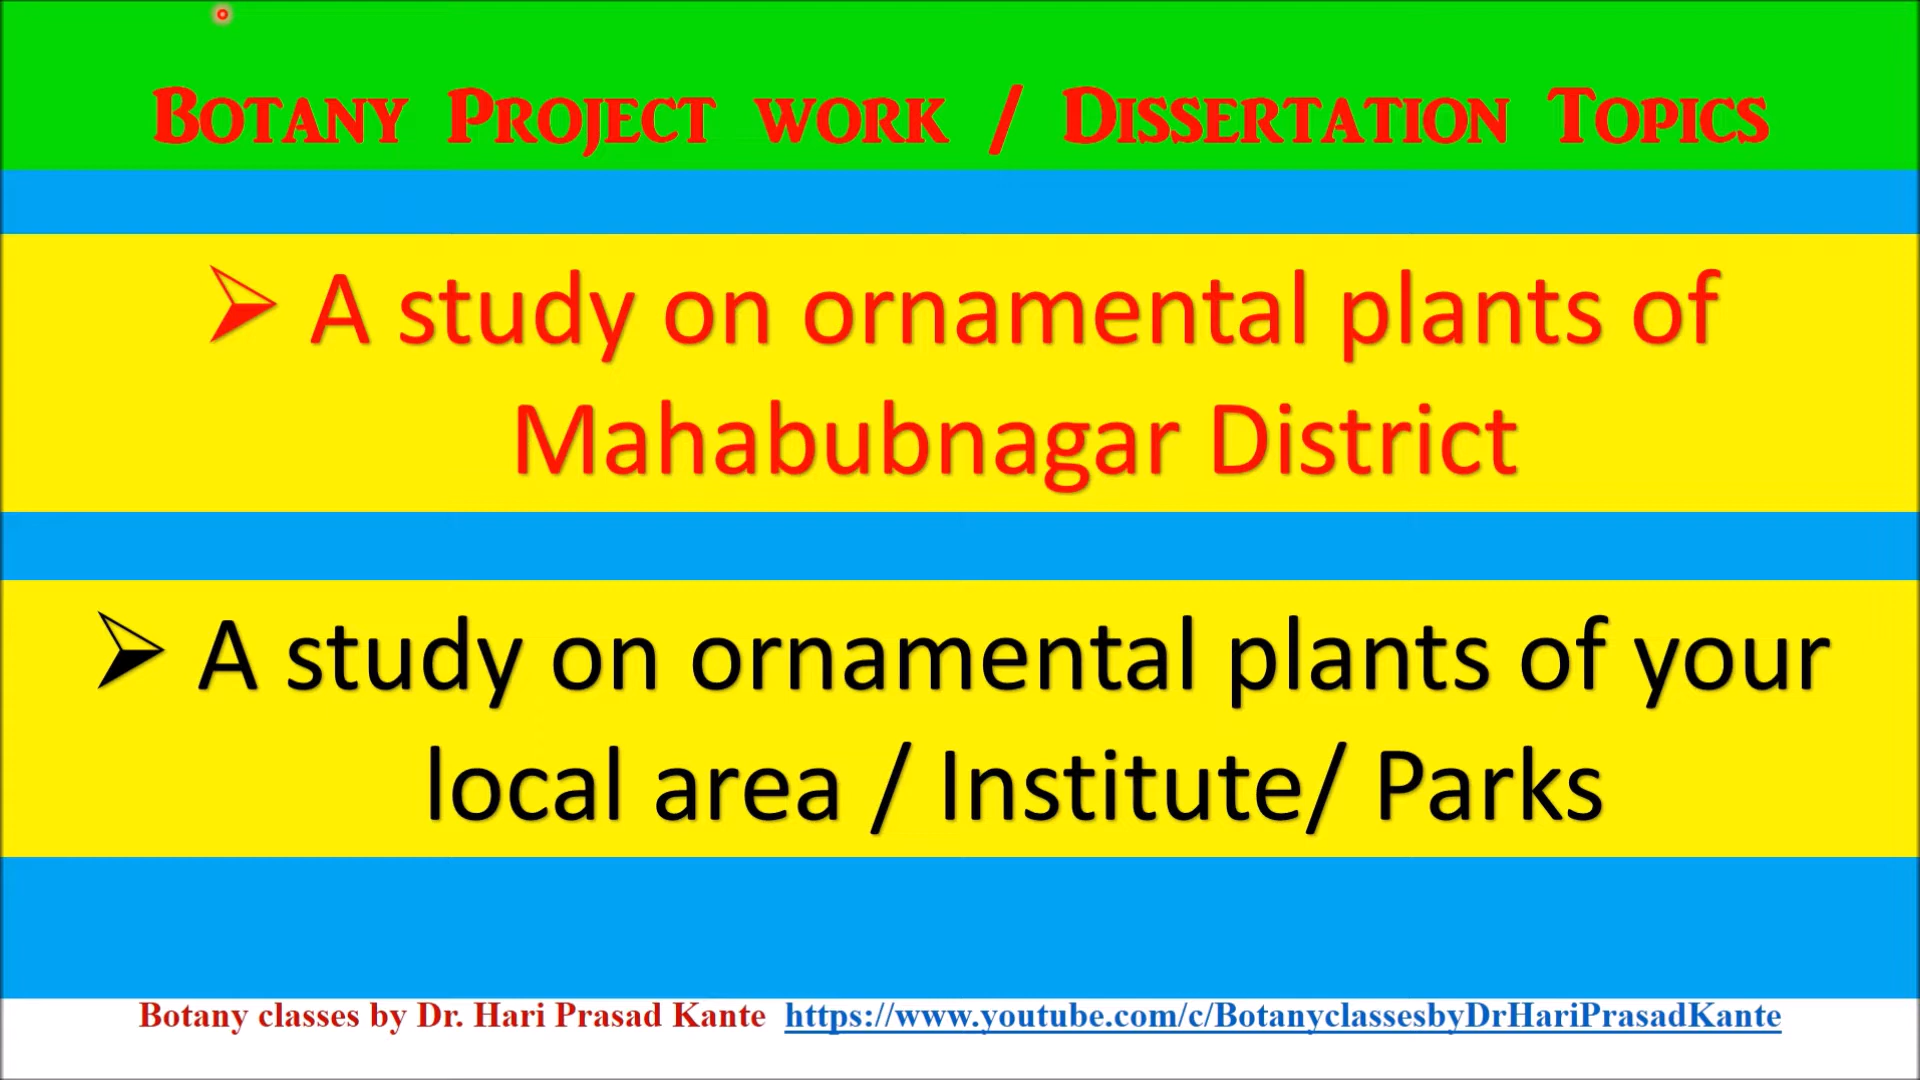 Botany Project work / Dissertation Topics
➢ A study on ornamental plants of
Mahabubnagar District
➢ A study on ornamental plants of your
local area / Institute/ Parks
Botany classes by Dr. Hari Prasad Kante https://www.youtube.com/c/BotanyclassesbyDrHariPrasadKante